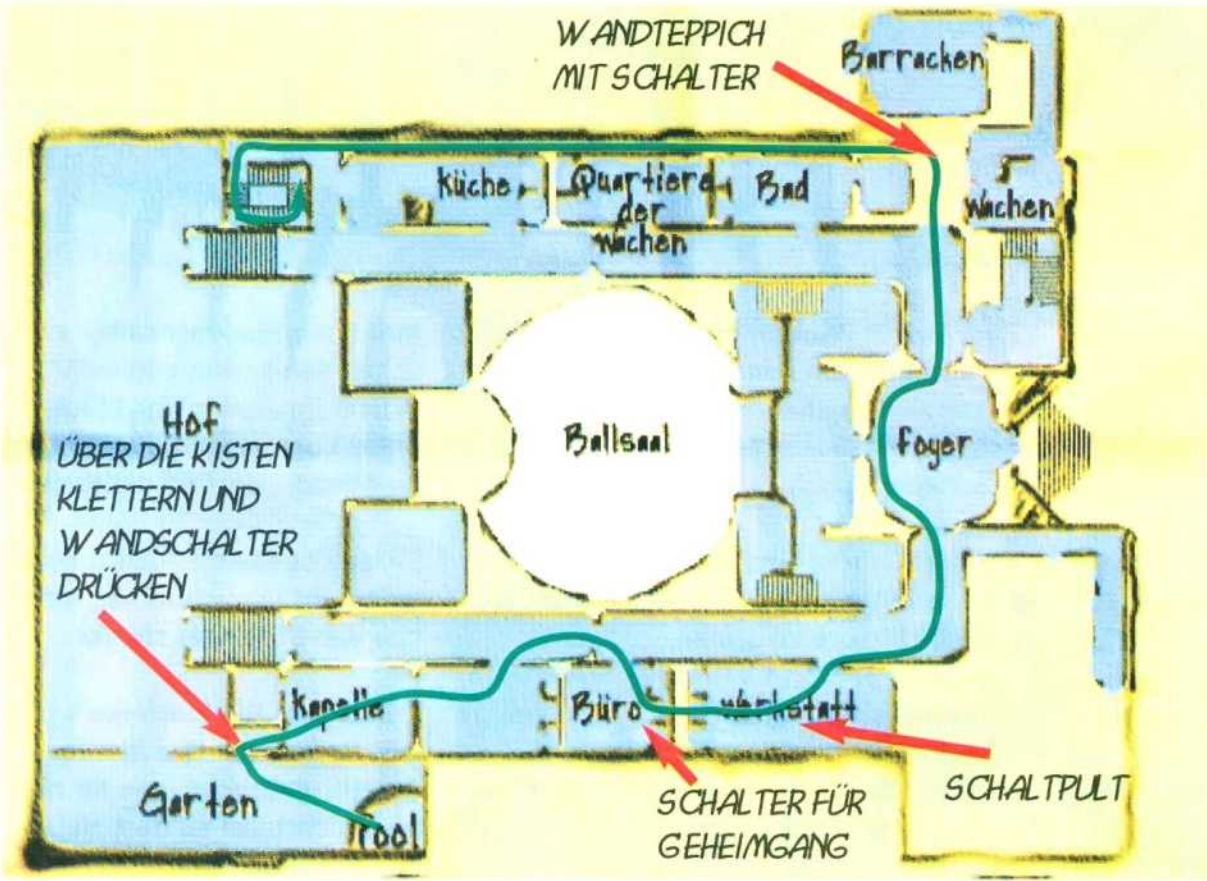 WANDTEPPICH
MIT SCHALTER
Barracken
Küche
Quartiere
der
Wachen
Bad
Wachen
Hof
ÜBER DIE KISTEN
KLETTERN UND
WANDSCHALTER
DRÜCKEN
Ballsaal
Foyer
Kapelle
Büro
Werkstatt
Garten
Pool
SCHALTER FÜR
GEHEIMGANG
SCHALTPULT